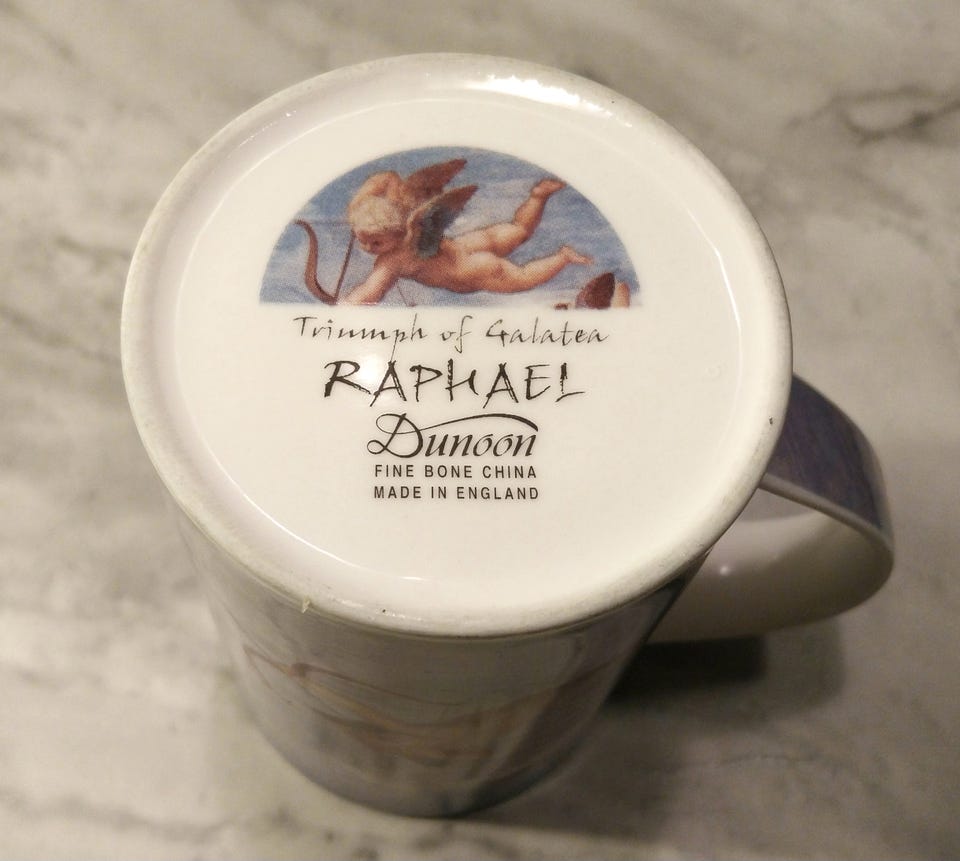 Triumph of Galatea
RAPHAEL
Dunoon
FINE BONE CHINA
MADE IN ENGLAND